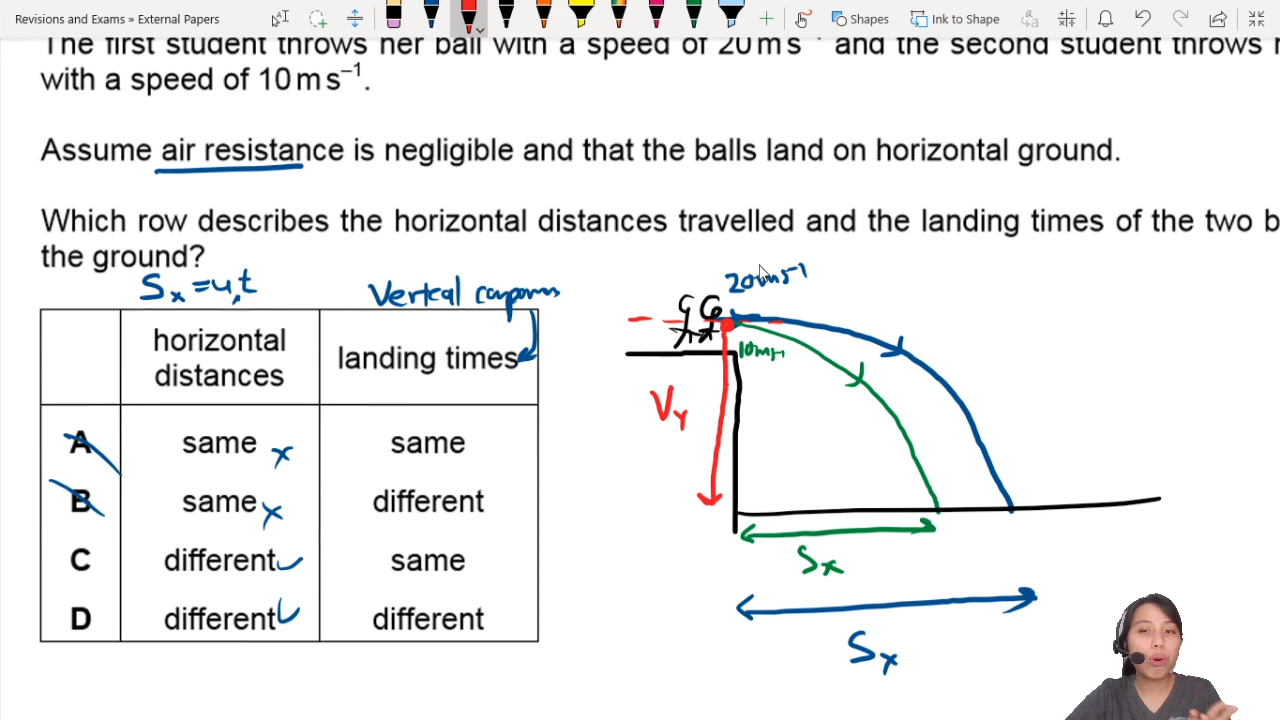 Revisions and Exams » External Papers
Shapes
Ink to Shape
The first student throws her ball with a speed of 20 m s⁻¹ and the second student throws
with a speed of 10 m s⁻¹.
Assume air resistance is negligible and that the balls land on horizontal ground.
Which row describes the horizontal distances travelled and the landing times of the two b
the ground?
Sx = uxt
Vertical
20ms-1
horizontal distances
landing times
10ms-1
Vy
A same x same
B same x different
C different same
D different different
Sx
Sx